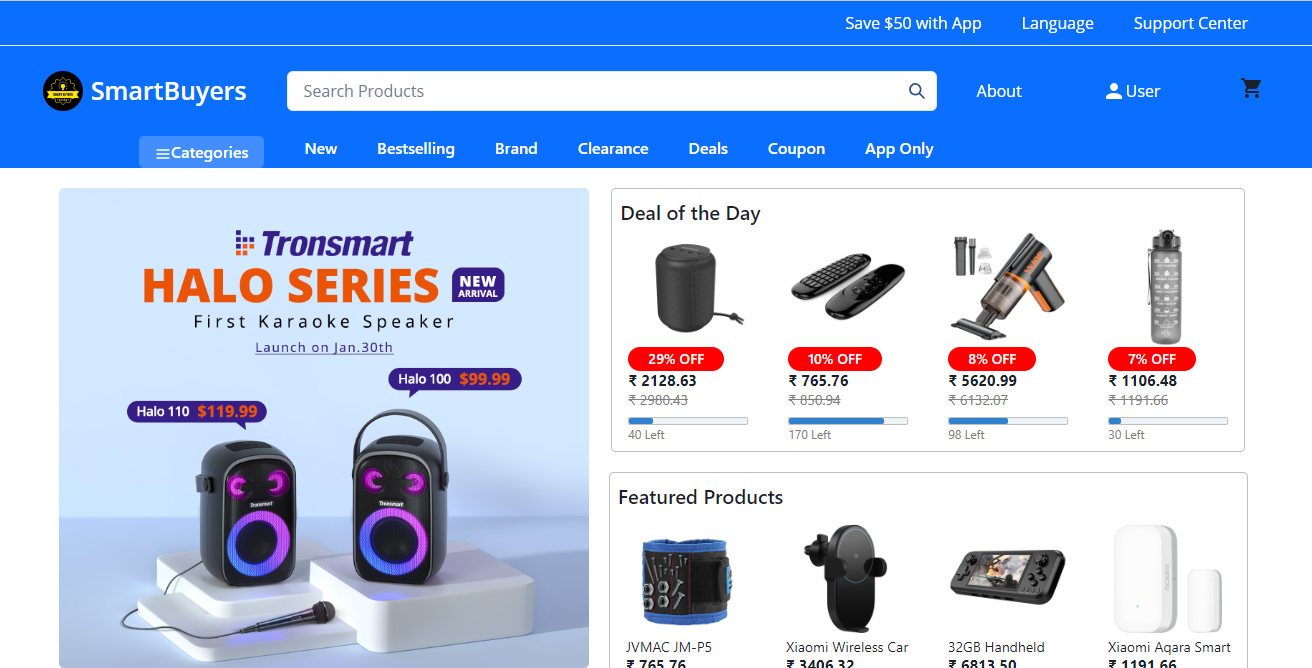 Save $50 with App Language Support Center
SmartBuyers Search Products About User
Categories New Bestselling Brand Clearance Deals Coupon App Only
Tronsmart
HALO SERIES NEW ARRIVAL
First Karaoke Speaker
Launch on Jan.30th
Halo 100 $99.99
Halo 110 $119.99
Tronsmart Tronsmart
Deal of the Day
29% OFF 10% OFF 8% OFF 7% OFF
₹ 2128.63 ₹ 765.76 ₹ 5620.99 ₹ 1106.48
₹ 2980.43 ₹ 850.94 ₹ 6132.07 ₹ 1191.66
40 Left 170 Left 98 Left 30 Left
Featured Products
JVMAC JM-P5 Xiaomi Wireless Car 32GB Handheld Xiaomi Aqara Smart
₹ 765.76 ₹ 3406.32 ₹ 6813.50 ₹ 1191.66